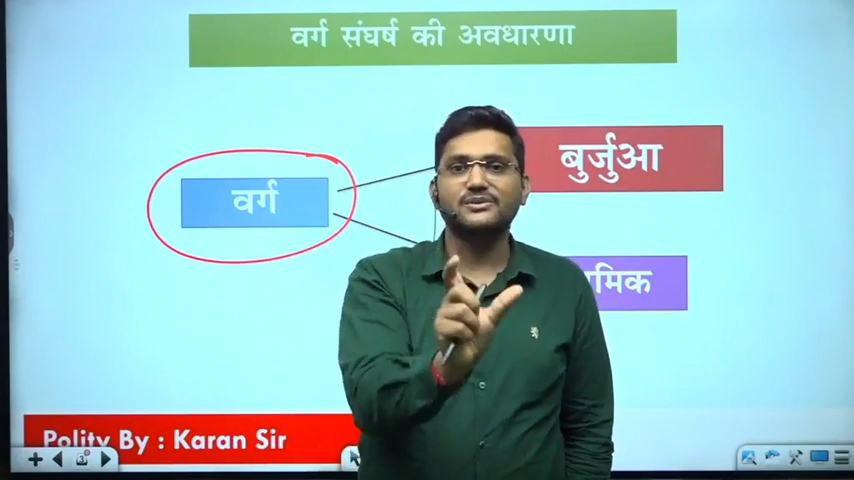 वर्ग संघर्ष की अवधारणा
बुर्जुआ
वर्ग
Polity By : Karan Sir